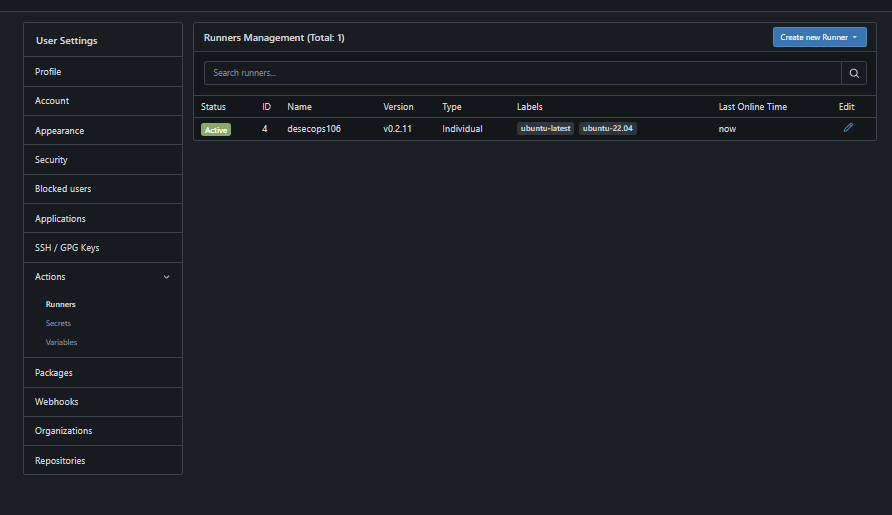 User Settings
Profile
Account
Appearance
Security
Blocked users
Applications
SSH / GPG Keys
Actions
Runners
Secrets
Variables
Packages
Webhooks
Organizations
Repositories
Runners Management (Total: 1)
Create new Runner
Search runners...
Status ID Name Version Type Labels Last Online Time Edit
Active 4 desecops106 v0.2.11 Individual ubuntu-latest ubuntu-22.04 now